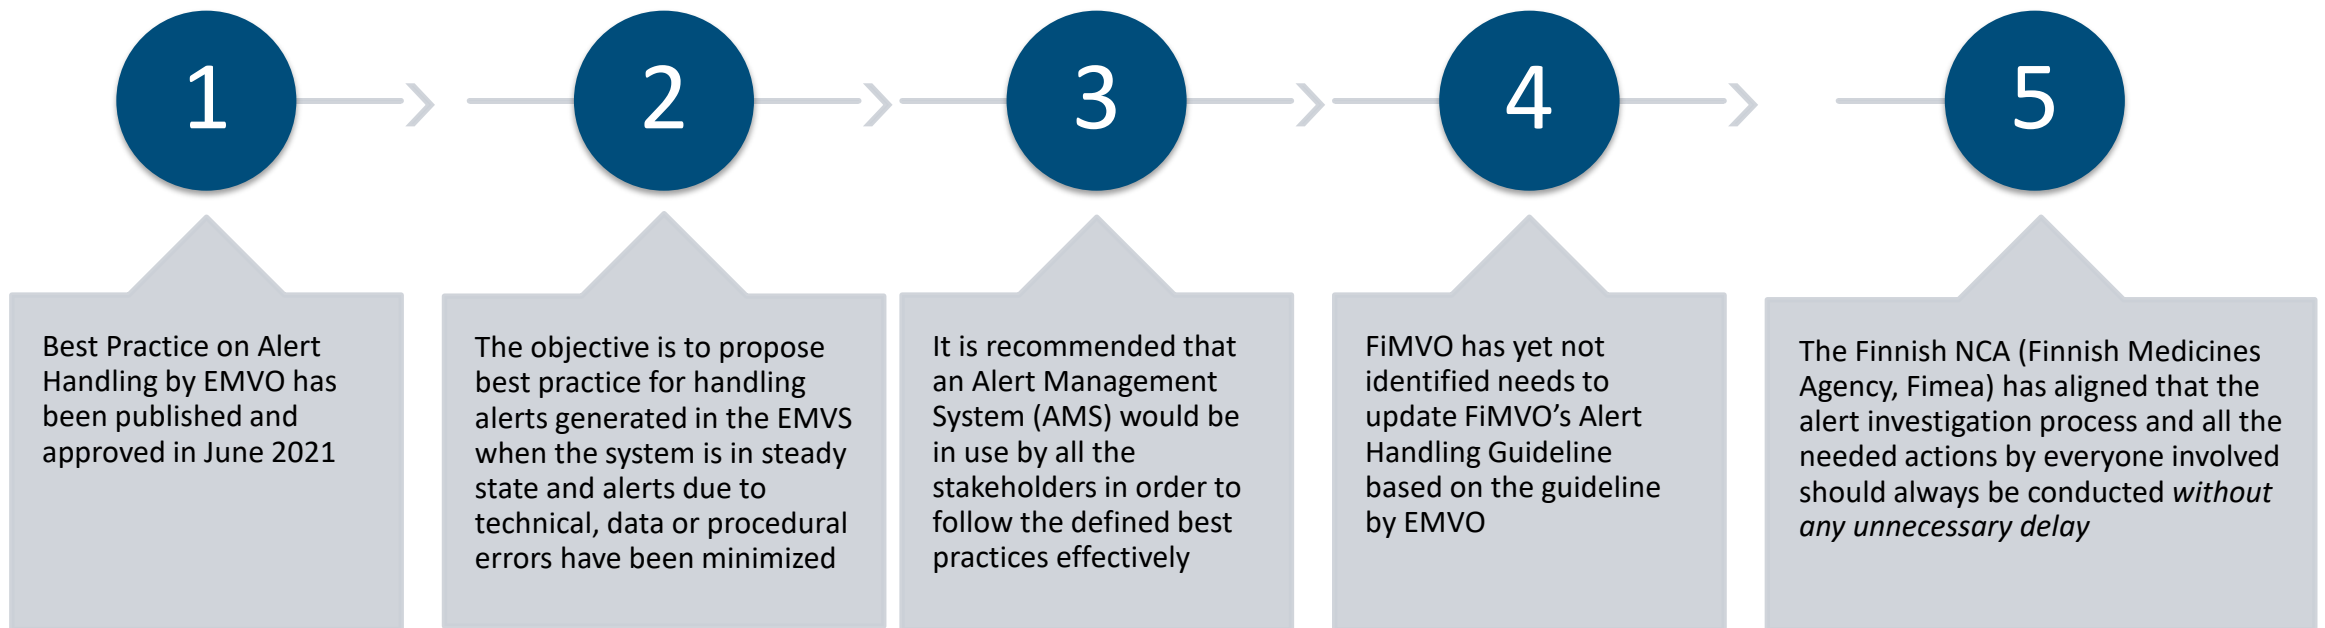 1
Best Practice on Alert
Handling by EMVO has
been published and
approved in June 2021
2
The objective is to propose
best practice for handling
alerts generated in the EMVS
when the system is in steady
state and alerts due to
technical, data or procedural
errors have been minimized
3
It is recommended that
an Alert Management
System (AMS) would be
in use by all the
stakeholders in order to
follow the defined best
practices effectively
4
FiMVO has yet not
identified needs to
update FiMVO’s Alert
Handling Guideline
based on the guideline
by EMVO
5
The Finnish NCA (Finnish Medicines
Agency, Fimea) has aligned that the
alert investigation process and all the
needed actions by everyone involved
should always be conducted without
any unnecessary delay